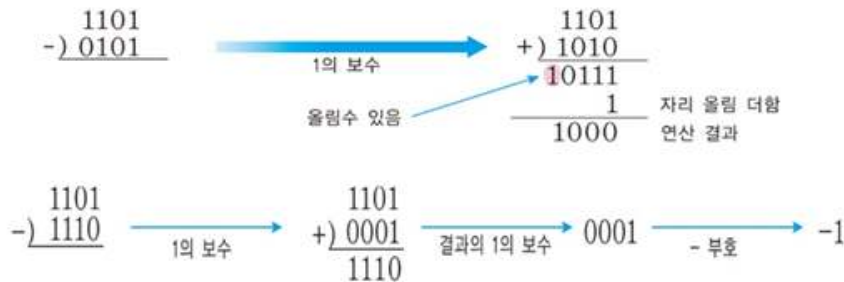 1101
-) 0101
1의 보수
1101
+) 1010
10111
올림수 있음
1 자리 올림 더함
1000 연산 결과
1101
-) 1110
1의 보수
1101
+) 0001
1110
결과의 1의 보수
0001
- 부호
-1